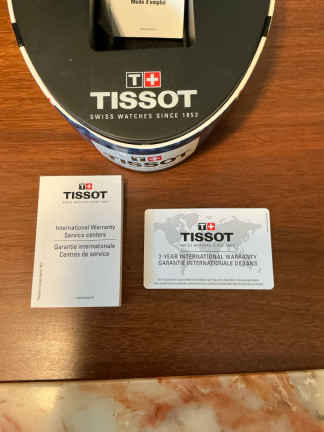 Mode d'emploi
T+
TISSOT
SWISS WATCHES SINCE 1853
T+
TISSOT
T+
TISSOT
International Warranty
Service centers
Garantie internationale
Centres de service
T+
TISSOT
2-YEAR INTERNATIONAL WARRANTY
GARANTIE INTERNATIONALE DE 2 ANS